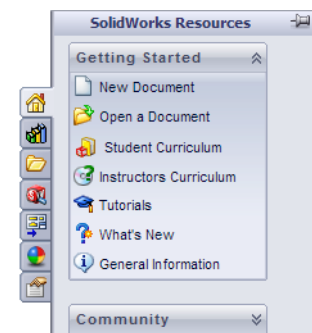 SolidWorks Resources
Getting Started
New Document
Open a Document
Student Curriculum
Instructors Curriculum
Tutorials
What's New
General Information
Community